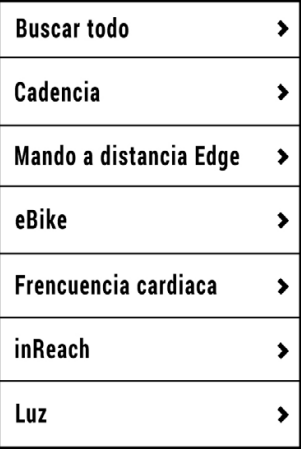 Buscar todo
Cadencia
Mando a distancia Edge
eBike
Frencuencia cardiaca
inReach
Luz